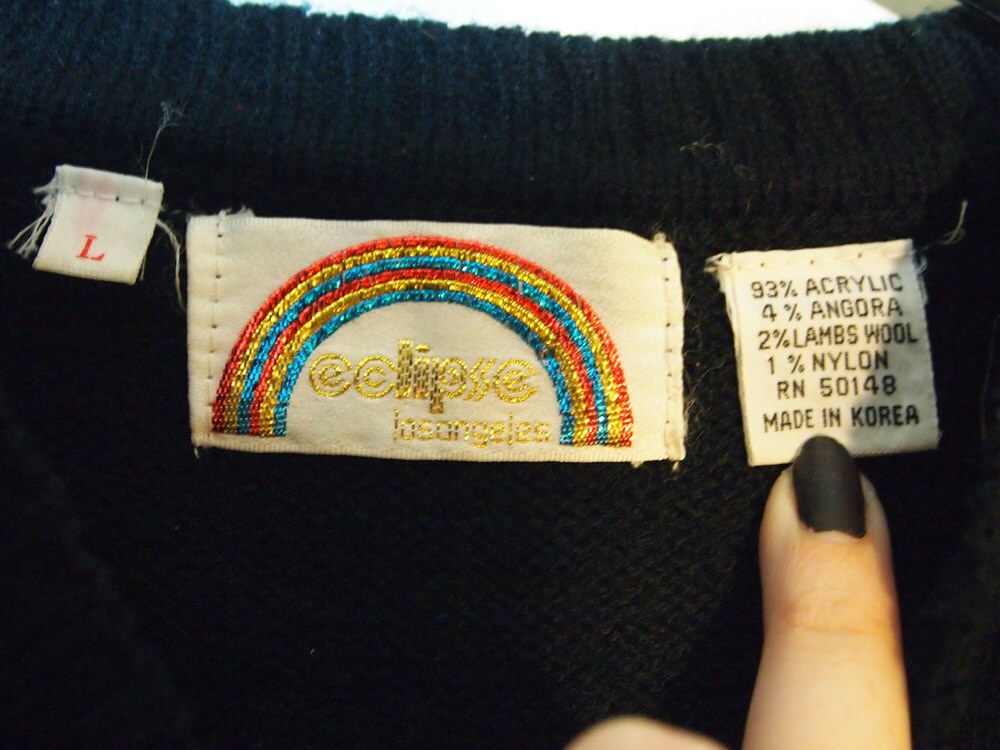 L
eclipse
losangeles
93% ACRYLIC
4% ANGORA
2% LAMBS WOOL
1% NYLON
RN 50148
MADE IN KOREA